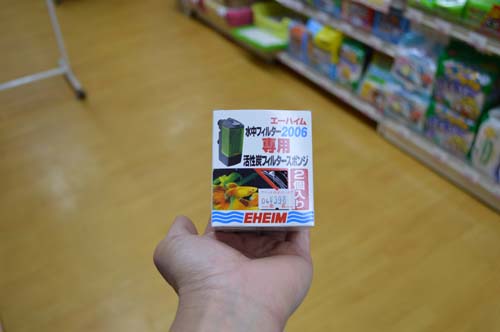 エーハイム
水中フィルター2006
専用
活性炭フィルタースポンジ
2個入り
EHEIM